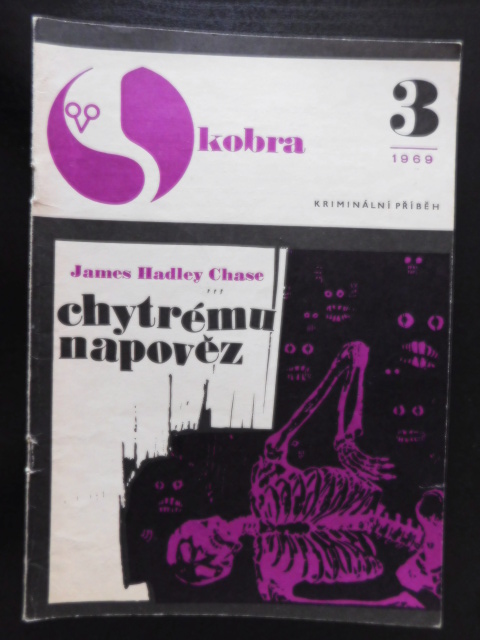 kobra
3
1969
KRIMINÁLNÍ PŘÍBĚH
James Hadley Chase
chytrému
napověz